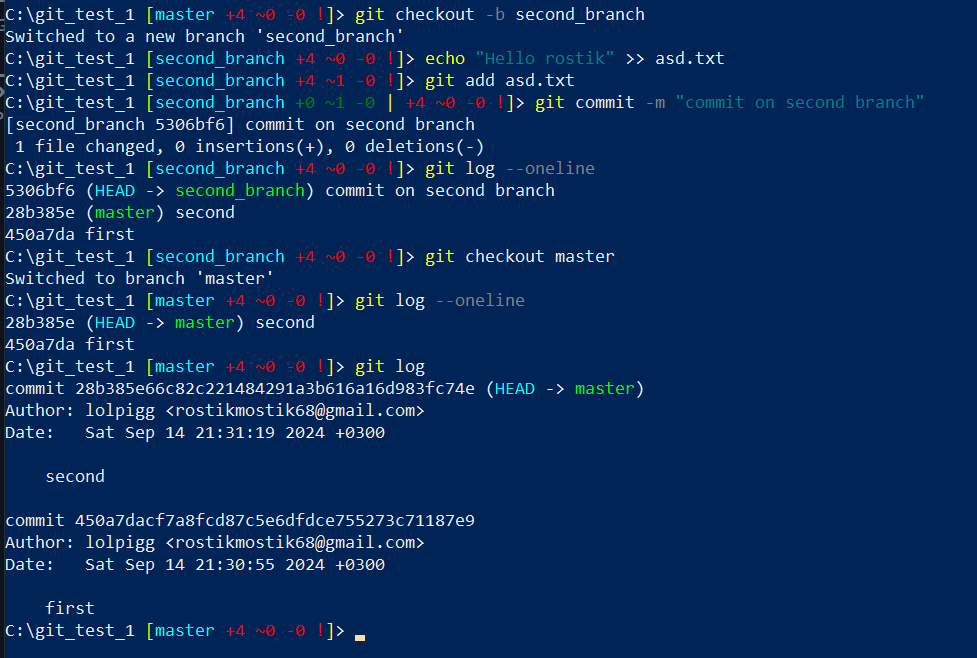 C:\git_test_1 [master +4 ~0 -0 !]> git checkout -b second_branch
Switched to a new branch 'second_branch'
C:\git_test_1 [second_branch +4 ~0 -0 !]> echo "Hello rostik" >> asd.txt
C:\git_test_1 [second_branch +4 ~1 -0 !]> git add asd.txt
C:\git_test_1 [second_branch +0 ~1 -0 | +4 ~0 -0 !]> git commit -m "commit on second branch"
[second_branch 5306bf6] commit on second branch
 1 file changed, 0 insertions(+), 0 deletions(-)
C:\git_test_1 [second_branch +4 ~0 -0 !]> git log --oneline
5306bf6 (HEAD -> second_branch) commit on second branch
28b385e (master) second
450a7da first
C:\git_test_1 [second_branch +4 ~0 -0 !]> git checkout master
Switched to branch 'master'
C:\git_test_1 [master +4 ~0 -0 !]> git log --oneline
28b385e (HEAD -> master) second
450a7da first
C:\git_test_1 [master +4 ~0 -0 !]> git log
commit 28b385e66c82c221484291a3b616a16d983fc74e (HEAD -> master)
Author: lolpigg <rostikmostik68@gmail.com>
Date:   Sat Sep 14 21:31:19 2024 +0300

    second

commit 450a7dacf7a8fcd87c5e6dfdce755273c71187e9
Author: lolpigg <rostikmostik68@gmail.com>
Date:   Sat Sep 14 21:30:55 2024 +0300

    first
C:\git_test_1 [master +4 ~0 -0 !]>